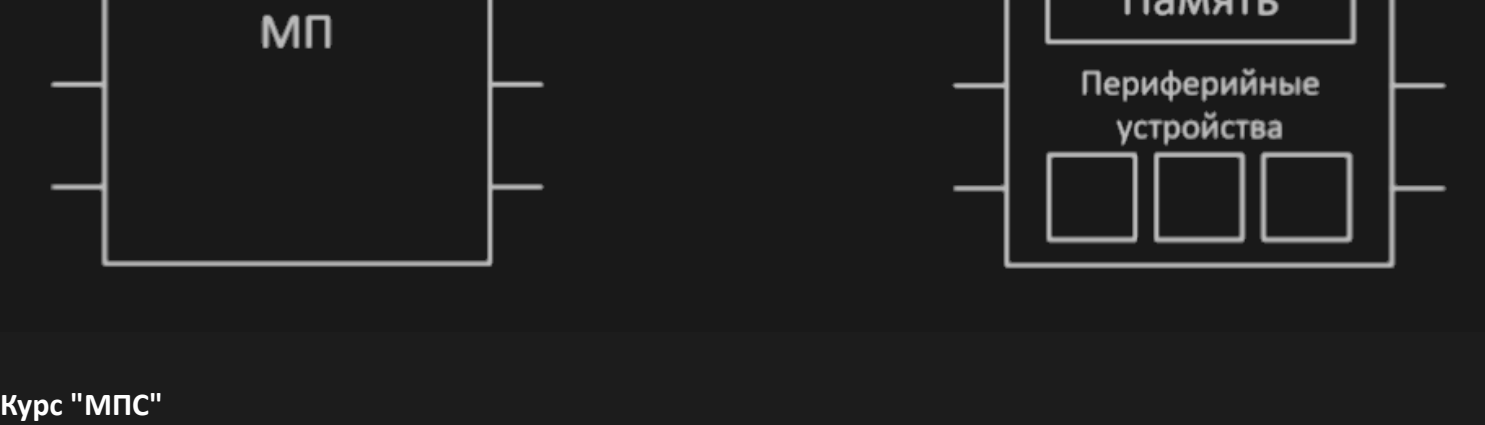 МП
Память
Периферийные
устройства
Курс "МПС"